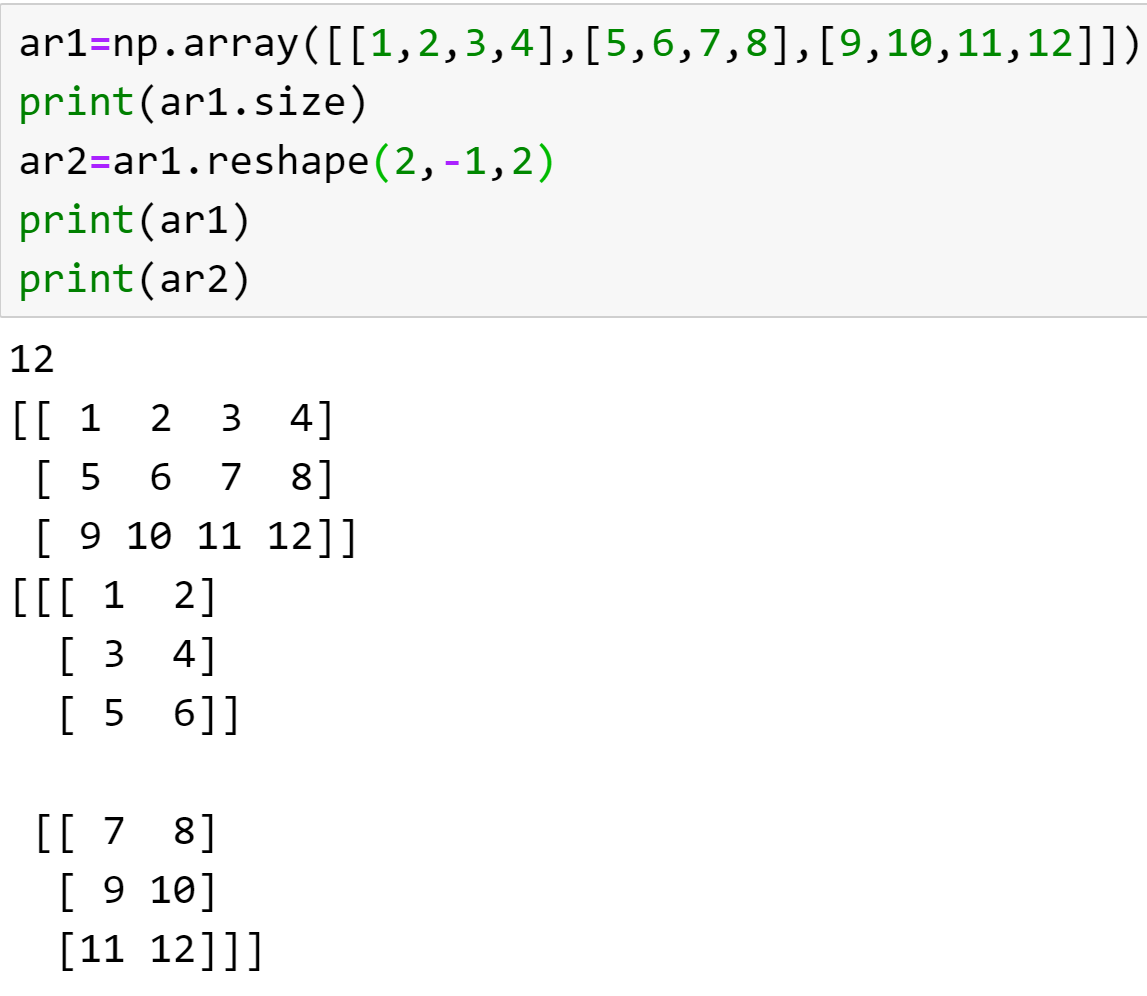 ar1=np.array([[1,2,3,4],[5,6,7,8],[9,10,11,12]])
print(ar1.size)
ar2=ar1.reshape(2,-1,2)
print(ar1)
print(ar2)
12
[[ 1  2  3  4]
 [ 5  6  7  8]
 [ 9 10 11 12]]
[[[ 1  2]
  [ 3  4]
  [ 5  6]]
 [[ 7  8]
  [ 9 10]
  [11 12]]]